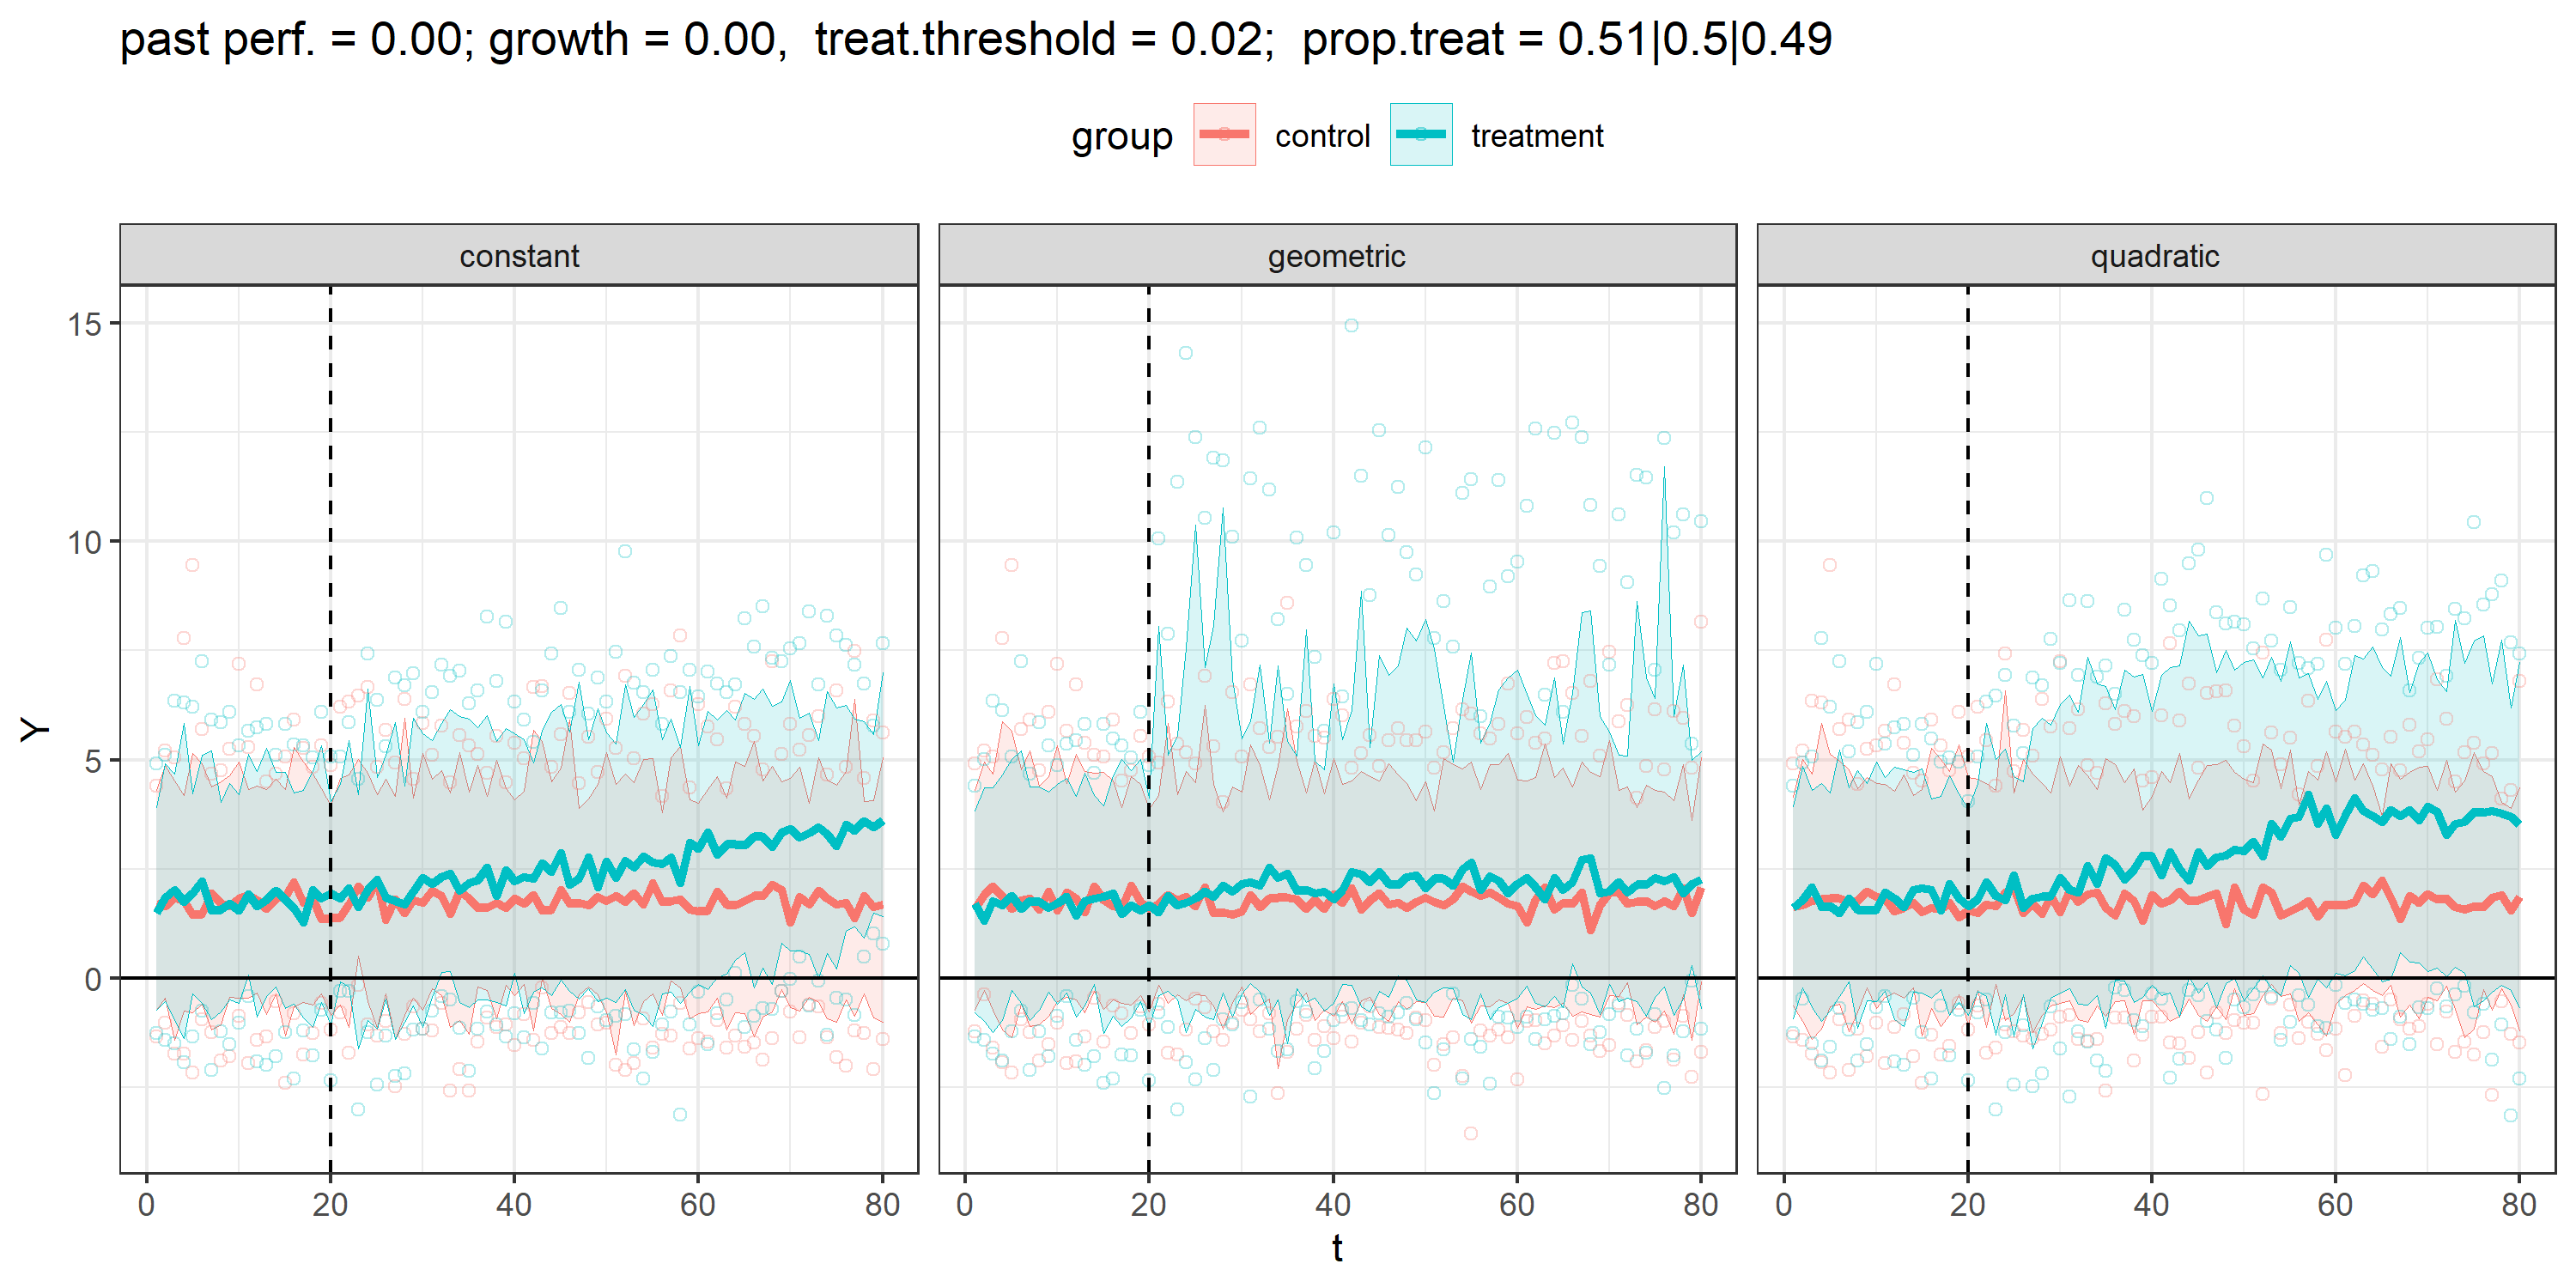 past perf. = 0.00; growth = 0.00,  treat.threshold = 0.02;  prop.treat = 0.51|0.5|0.49
group control treatment
constant geometric quadratic
15
10
5
0
Y
0 20 40 60 80 0 20 40 60 80 0 20 40 60 80
t